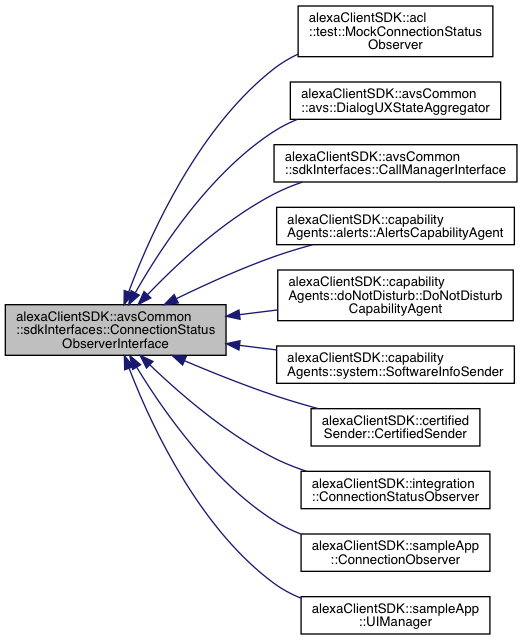 alexaClientSDK::acl
::test::MockConnectionStatus
Observer
alexaClientSDK::avsCommon
::avs::DialogUXStateAggregator
alexaClientSDK::avsCommon
::sdkInterfaces::CallManagerInterface
alexaClientSDK::capability
Agents::alerts::AlertsCapabilityAgent
alexaClientSDK::capability
Agents::doNotDisturb::DoNotDisturb
CapabilityAgent
alexaClientSDK::avsCommon
::sdkInterfaces::ConnectionStatus
ObserverInterface
alexaClientSDK::capability
Agents::system::SoftwareInfoSender
alexaClientSDK::certified
Sender::CertifiedSender
alexaClientSDK::integration
::ConnectionStatusObserver
alexaClientSDK::sampleApp
::ConnectionObserver
alexaClientSDK::sampleApp
::UIManager